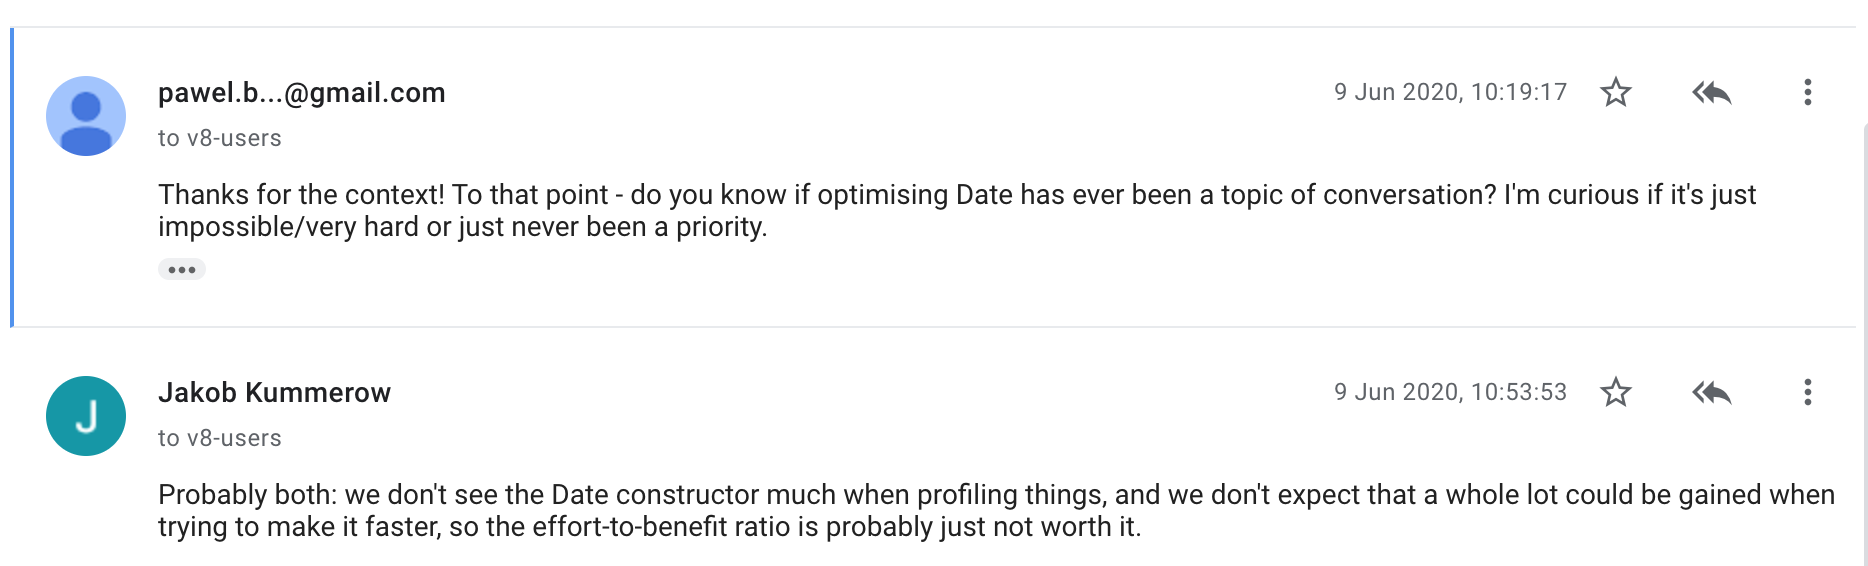 pawel.b...@gmail.com
9 Jun 2020, 10:19:17
to v8-users
Thanks for the context! To that point - do you know if optimising Date has ever been a topic of conversation? I'm curious if it's just
impossible/very hard or just never been a priority.
Jakob Kummerow
9 Jun 2020, 10:53:53
J
to v8-users
Probably both: we don't see the Date constructor much when profiling things, and we don't expect that a whole lot could be gained when
trying to make it faster, so the effort-to-benefit ratio is probably just not worth it.